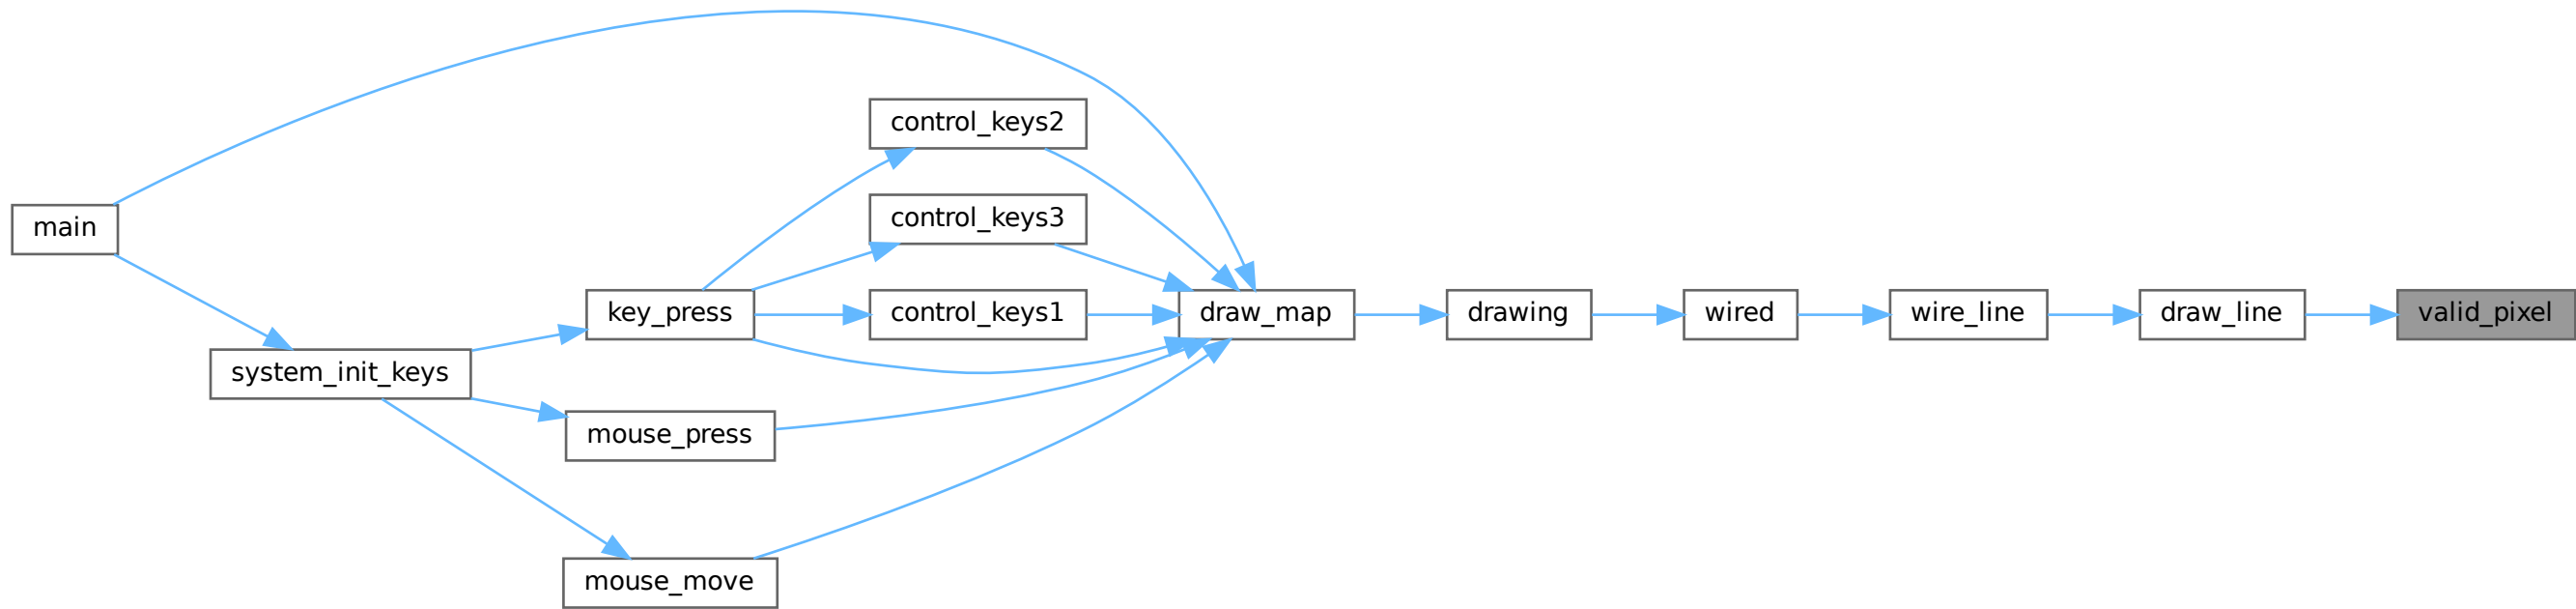 main
system_init_keys
key_press
mouse_press
mouse_move
control_keys2
control_keys3
control_keys1
draw_map
drawing
wired
wire_line
draw_line
valid_pixel